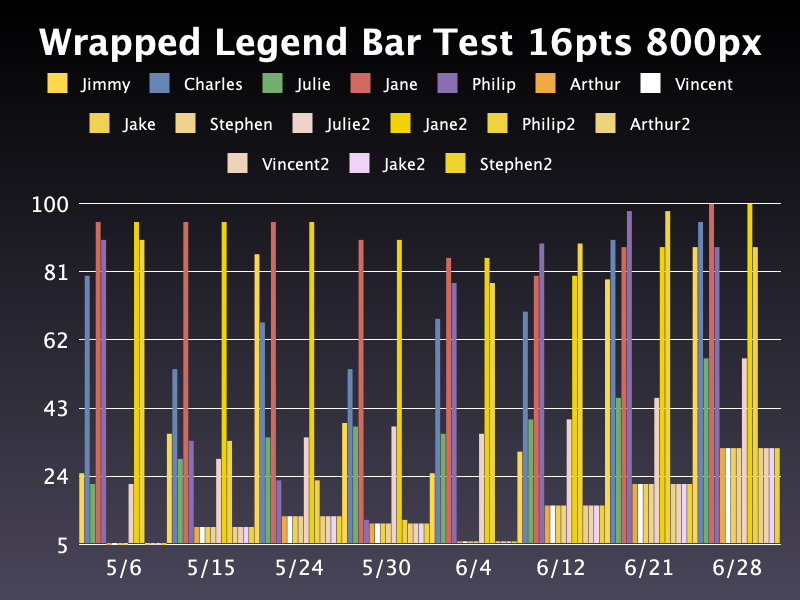 Wrapped Legend Bar Test 16pts 800px
Jimmy Charles Julie Jane Philip Arthur Vincent
Jake Stephen Julie2 Jane2 Philip2 Arthur2
Vincent2 Jake2 Stephen2
100
81
62
43
24
5
5/6 5/15 5/24 5/30 6/4 6/12 6/21 6/28